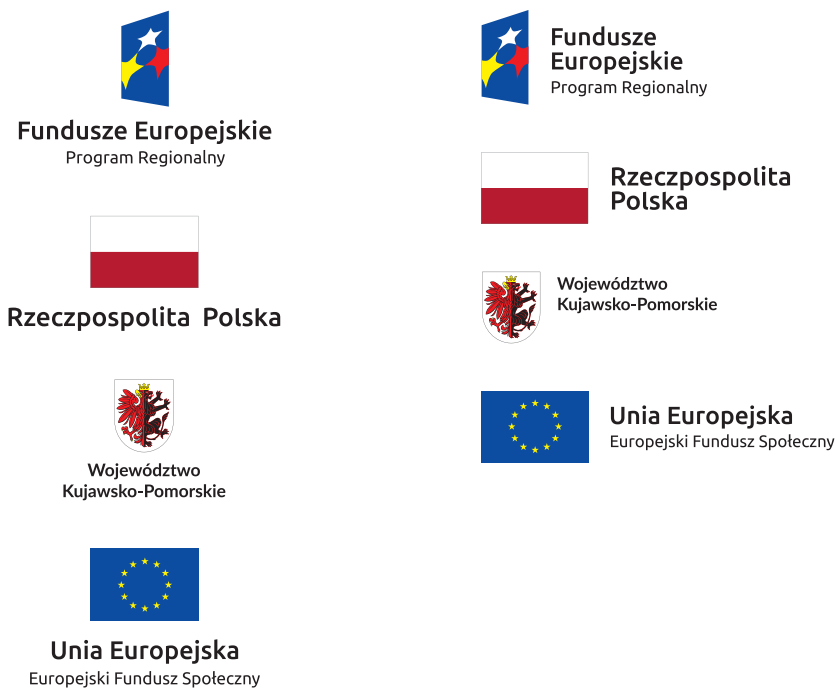 Fundusze Europejskie
Program Regionalny
Rzeczpospolita Polska
Województwo
Kujawsko-Pomorskie
Unia Europejska
Europejski Fundusz Społeczny
Fundusze
Europejskie
Program Regionalny
Rzeczpospolita
Polska
Województwo
Kujawsko-Pomorskie
Unia Europejska
Europejski Fundusz Społeczny